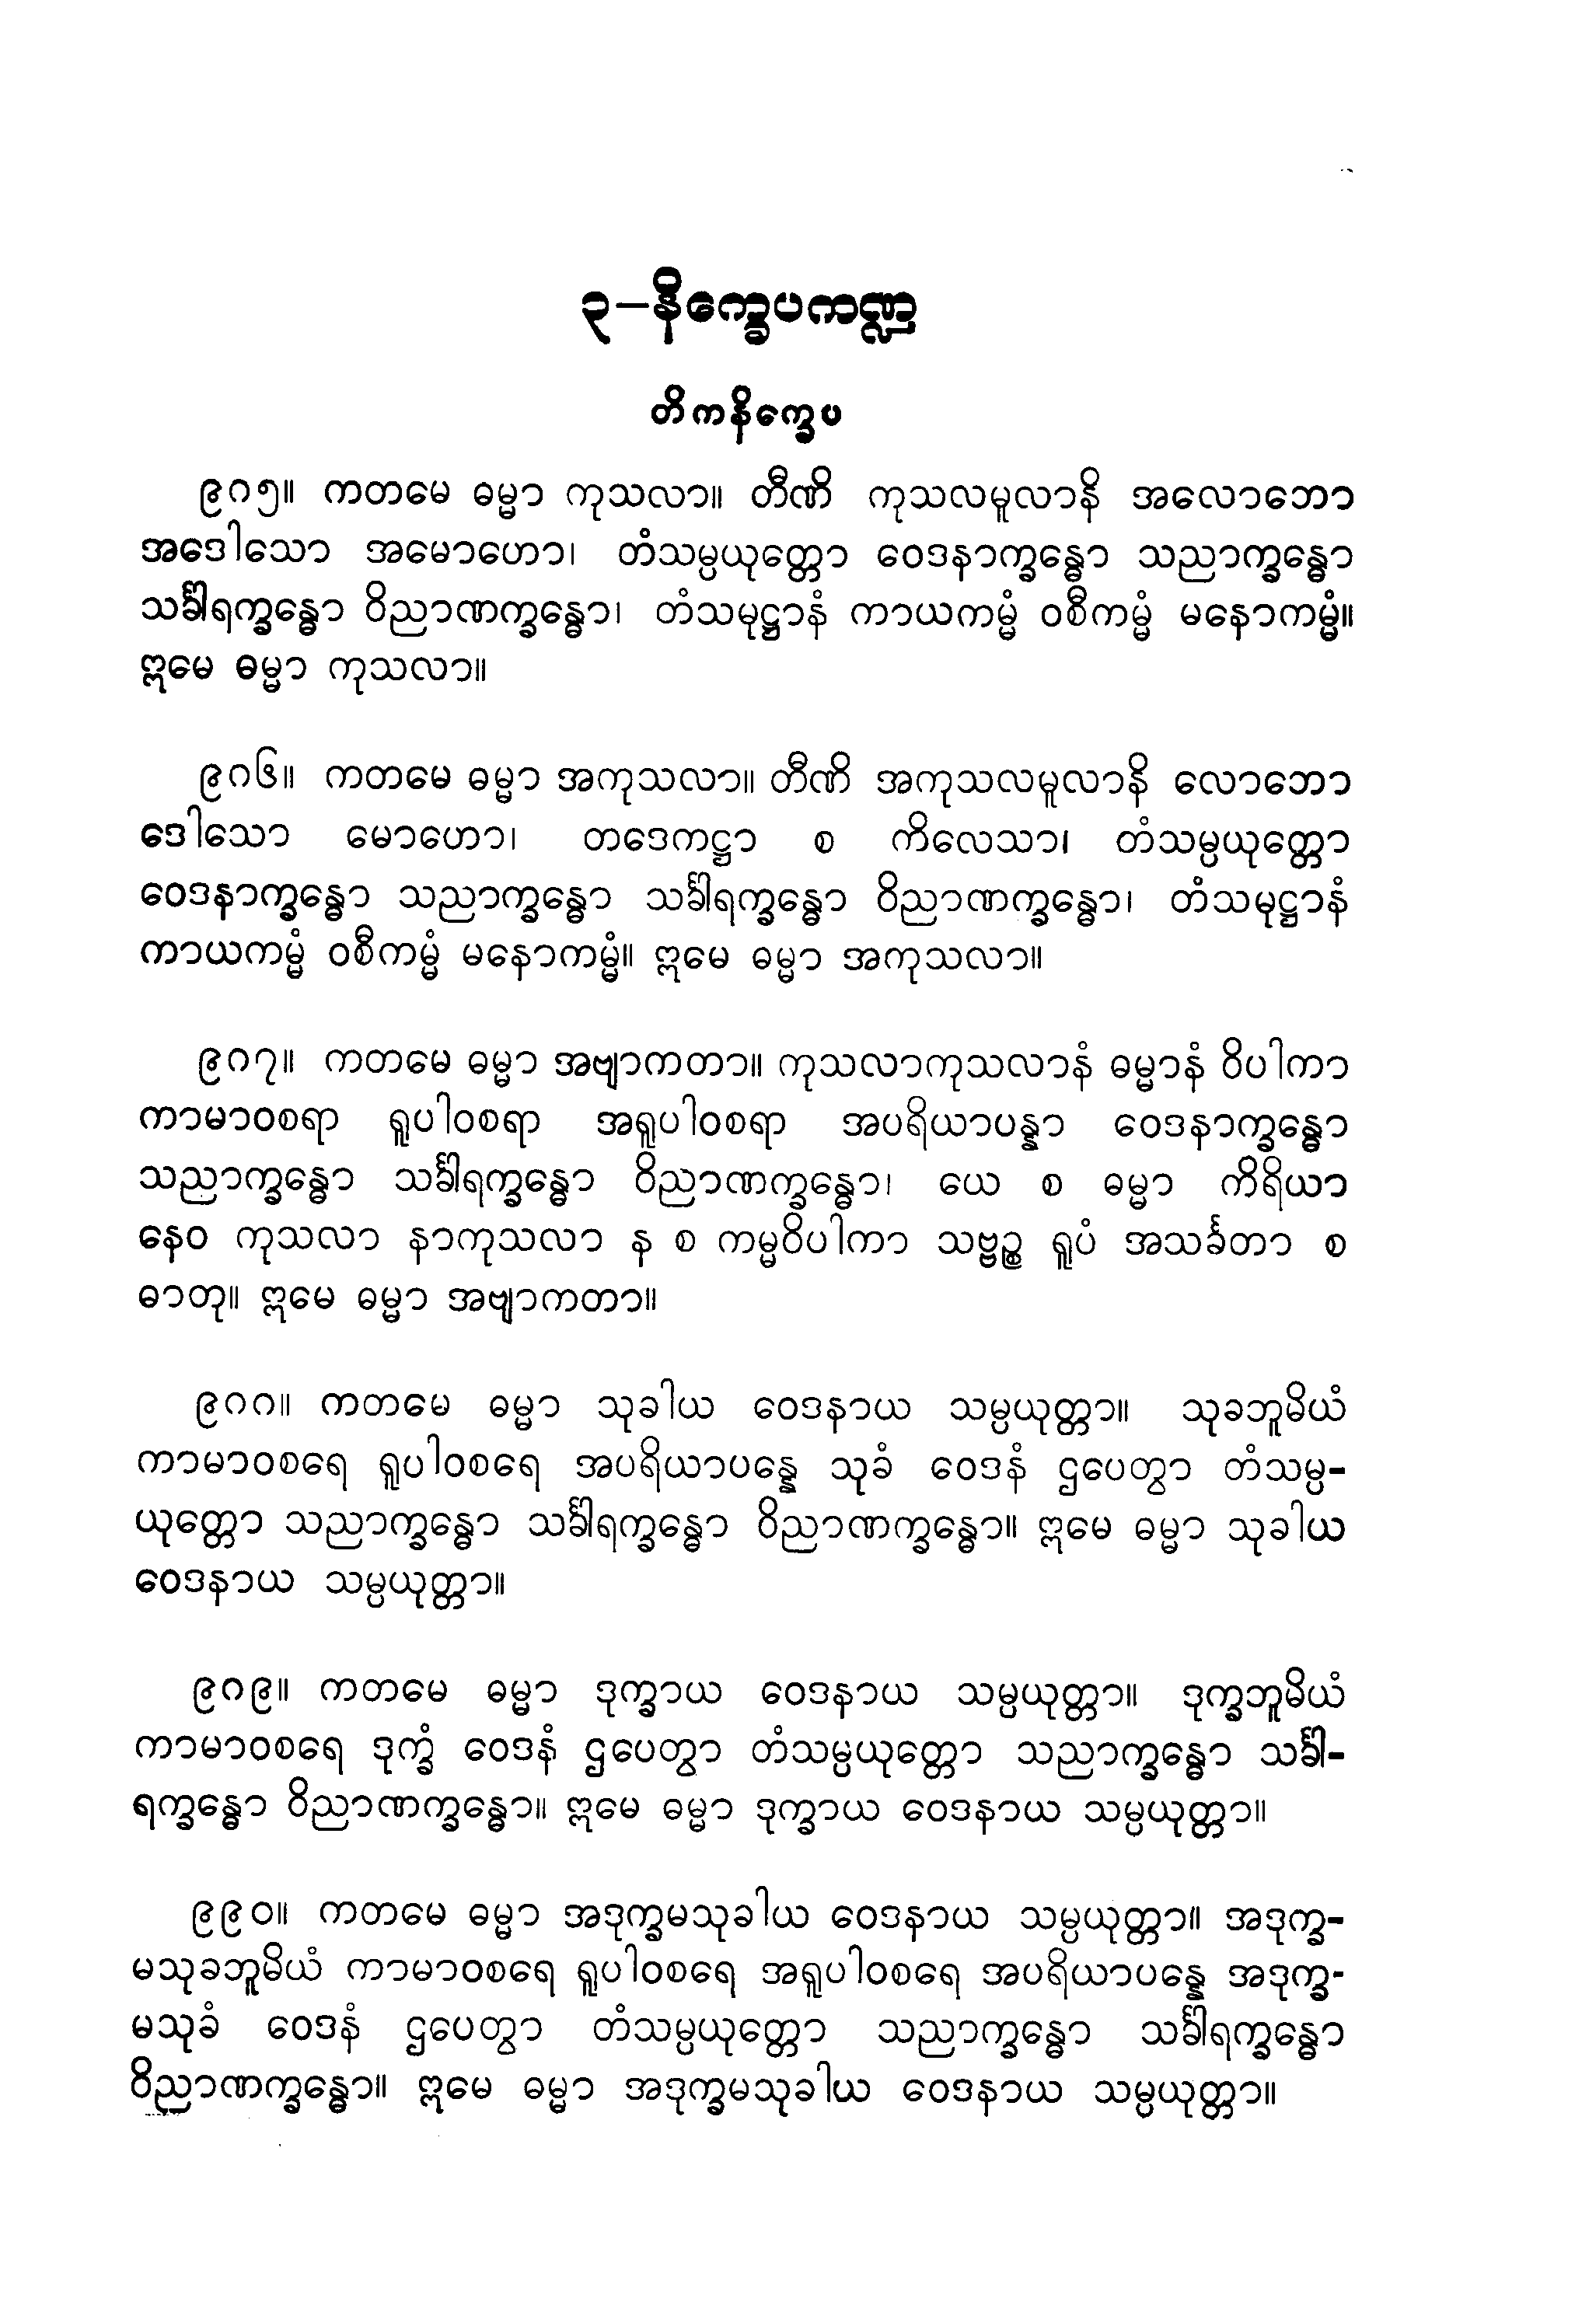 ၃–နိက္ခေပကဏ္ဍ
တိကနိက္ခေပ
၉၈၅။ ကတမေ ဓမ္မာ ကုသလာ။ တီဏိ ကုသလမူလာနိ အလောဘော
အဒေါသော အမောဟော၊ တံသမ္ပယုတ္တော ဝေဒနာက္ခန္ဓော သညာက္ခန္ဓော
သင်္ခါရက္ခန္ဓော ဝိညာဏက္ခန္ဓော၊ တံသမုဋ္ဌာနံ ကာယကမ္မံ ဝစီကမ္မံ မနောကမ္မံ။
ဣမေ ဓမ္မာ ကုသလာ။
၉၈၆။ ကတမေ ဓမ္မာ အကုသလာ။ တီဏိ အကုသလမူလာနိ လောဘော
ဒေါသော မောဟော၊ တဒေကဋ္ဌာ စ ကိလေသာ၊ တံသမ္ပယုတ္တော
ဝေဒနာက္ခန္ဓော သညာက္ခန္ဓော သင်္ခါရက္ခန္ဓော ဝိညာဏက္ခန္ဓော၊ တံသမုဋ္ဌာနံ
ကာယကမ္မံ ဝစီကမ္မံ မနောကမ္မံ။ ဣမေ ဓမ္မာ အကုသလာ။
၉၈၇။ ကတမေ ဓမ္မာ အဗျာကတာ။ ကုသလာကုသလာနံ ဓမ္မာနံ ဝိပါကာ
ကာမာဝစရာ ရူပါဝစရာ အရူပါဝစရာ အပရိယာပန္နာ ဝေဒနာက္ခန္ဓော
သညာက္ခန္ဓော သင်္ခါရက္ခန္ဓော ဝိညာဏက္ခန္ဓော၊ ယေ စ ဓမ္မာ ကိရိယာ
နေဝ ကုသလာ နာကုသလာ န စ ကမ္မဝိပါကာ သဗ္ဗဉ္စ ရူပံ အသင်္ခတာ စ
ဓာတု။ ဣမေ ဓမ္မာ အဗျာကတာ။
၉၈၈။ ကတမေ ဓမ္မာ သုခါယ ဝေဒနာယ သမ္ပယုတ္တာ။ သုခဘူမိယံ
ကာမာဝစရေ ရူပါဝစရေ အပရိယာပန္နေ သုခံ ဝေဒနံ ဌပေတွာ တံသမ္ပ-
ယုတ္တော သညာက္ခန္ဓော သင်္ခါရက္ခန္ဓော ဝိညာဏက္ခန္ဓော။ ဣမေ ဓမ္မာ သုခါယ
ဝေဒနာယ သမ္ပယုတ္တာ။
၉၈၉။ ကတမေ ဓမ္မာ ဒုက္ခာယ ဝေဒနာယ သမ္ပယုတ္တာ။ ဒုက္ခဘူမိယံ
ကာမာဝစရေ ဒုက္ခံ ဝေဒနံ ဌပေတွာ တံသမ္ပယုတ္တော သညာက္ခန္ဓော သင်္ခါ-
ရက္ခန္ဓော ဝိညာဏက္ခန္ဓော။ ဣမေ ဓမ္မာ ဒုက္ခာယ ဝေဒနာယ သမ္ပယုတ္တာ။
၉၉၀။ ကတမေ ဓမ္မာ အဒုက္ခမသုခါယ ဝေဒနာယ သမ္ပယုတ္တာ။ အဒုက္ခ-
မသုခဘူမိယံ ကာမာဝစရေ ရူပါဝစရေ အရူပါဝစရေ အပရိယာပန္နေ အဒုက္ခ-
မသုခံ ဝေဒနံ ဌပေတွာ တံသမ္ပယုတ္တော သညာက္ခန္ဓော သင်္ခါရက္ခန္ဓော
ဝိညာဏက္ခန္ဓော။ ဣမေ ဓမ္မာ အဒုက္ခမသုခါယ ဝေဒနာယ သမ္ပယုတ္တာ။